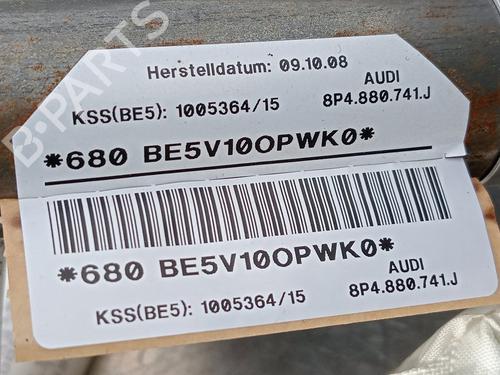 Herstelldatum: 09.10.08
AUDI
KSS(BE5): 1005364/15
8P4.880.741.J
*680 BE5V10OPWK0*
*680 BE5V10OPWK0*
AUDI
KSS(BE5): 1005364/15
8P4.880.741.J
B-PARTS